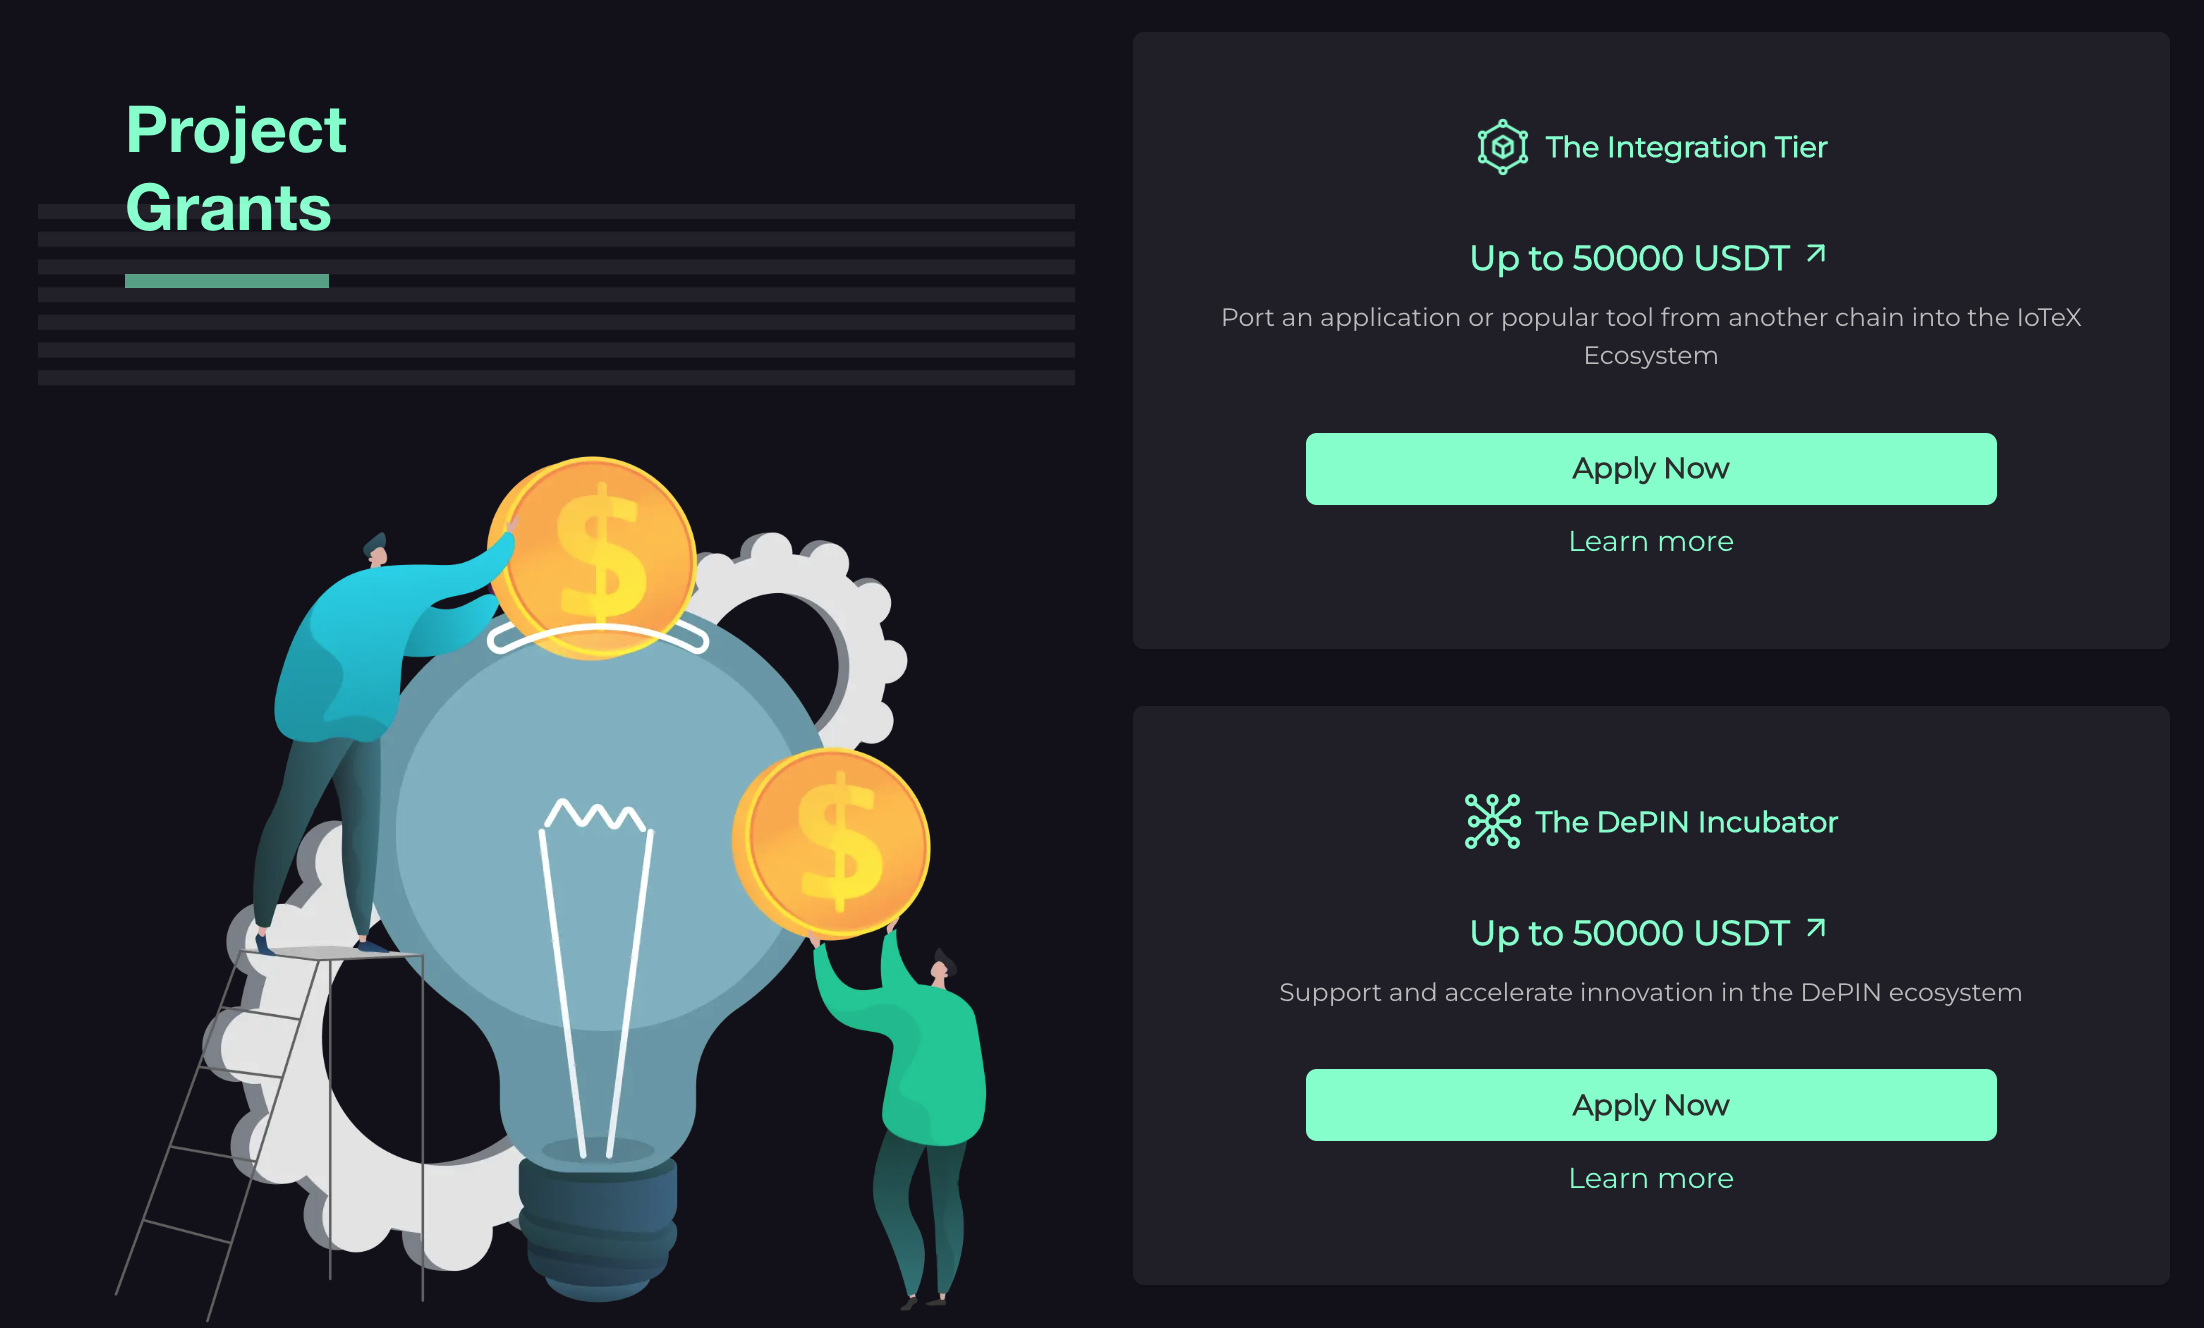 Project
Grants
$
$
The Integration Tier
Up to 50000 USDT
Port an application or popular tool from another chain into the IoTeX
Ecosystem
Apply Now
Learn more
The DePIN Incubator
Up to 50000 USDT
Support and accelerate innovation in the DePIN ecosystem
Apply Now
Learn more